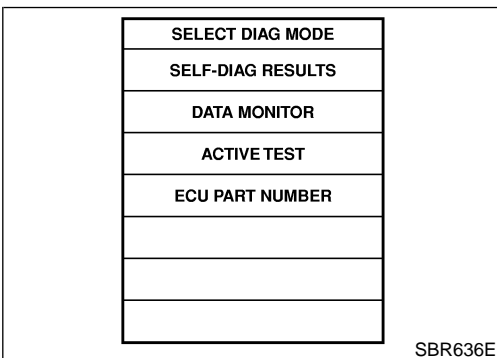 SELECT DIAG MODE
SELF-DIAG RESULTS
DATA MONITOR
ACTIVE TEST
ECU PART NUMBER
SBR636E